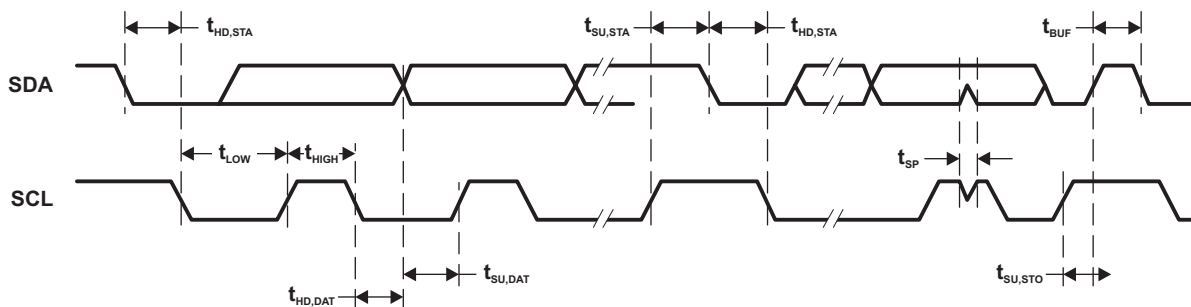 tHD,STA
tSU,STA
tHD,STA
tBUF
SDA
tLOW
tHIGH
tSP
SCL
tSU,DAT
tSU,STO
tHD,DAT